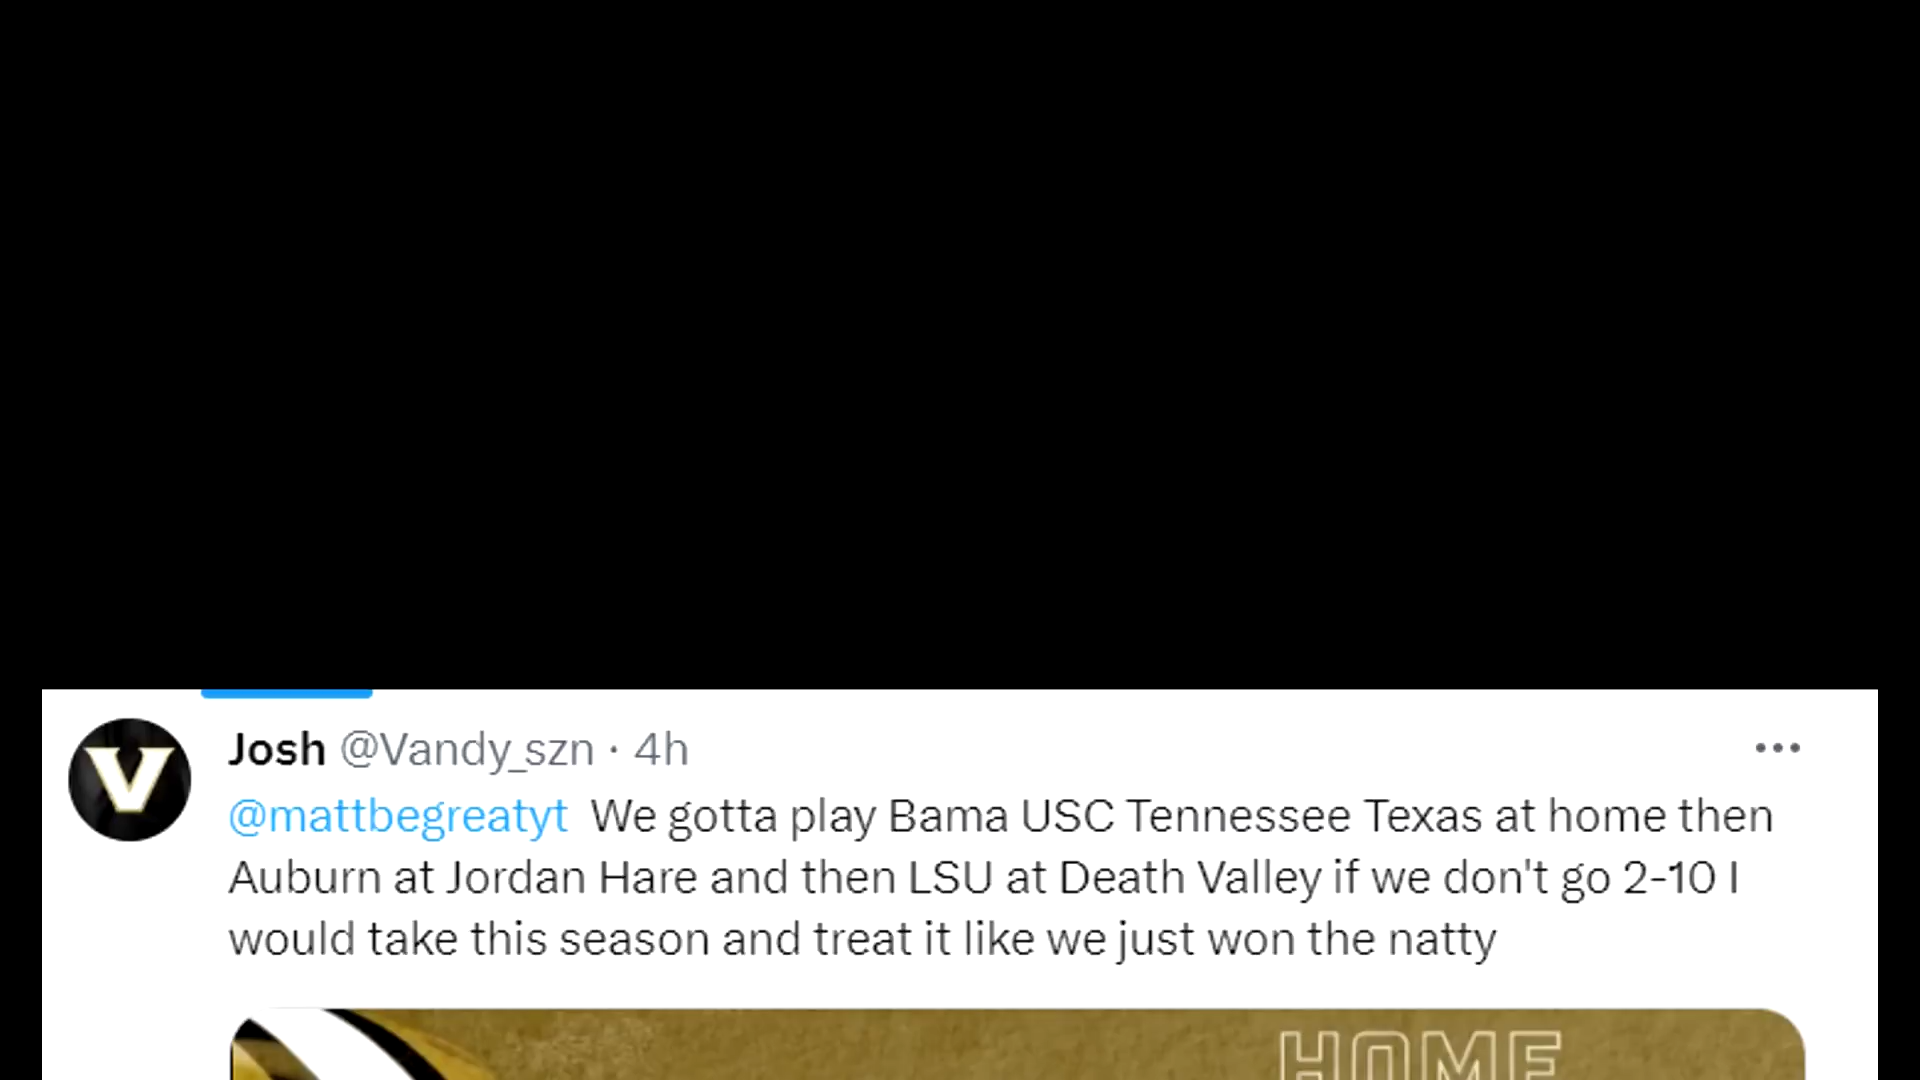 Josh @Vandy_szn · 4h
@mattbegreatyt We gotta play Bama USC Tennessee Texas at home then
Auburn at Jordan Hare and then LSU at Death Valley if we don't go 2-10 I
would take this season and treat it like we just won the natty
HOME